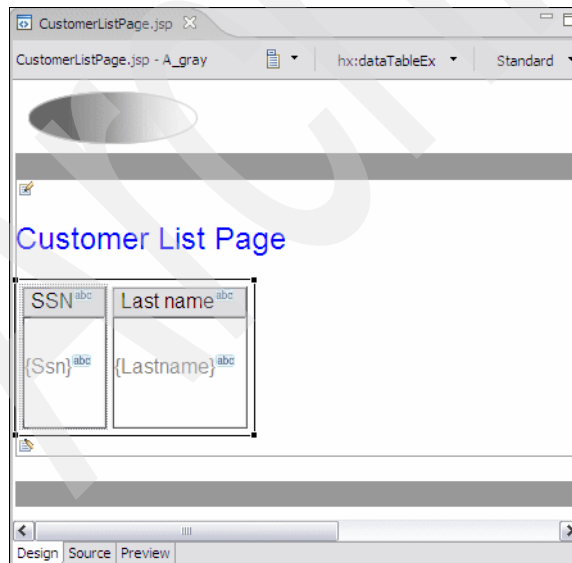 CustomerListPage.jsp
CustomerListPage.jsp - A_gray hx:dataTableEx Standard
Customer List Page
SSN abc Last name abc
{Ssn} abc {Lastname} abc
Design Source Preview